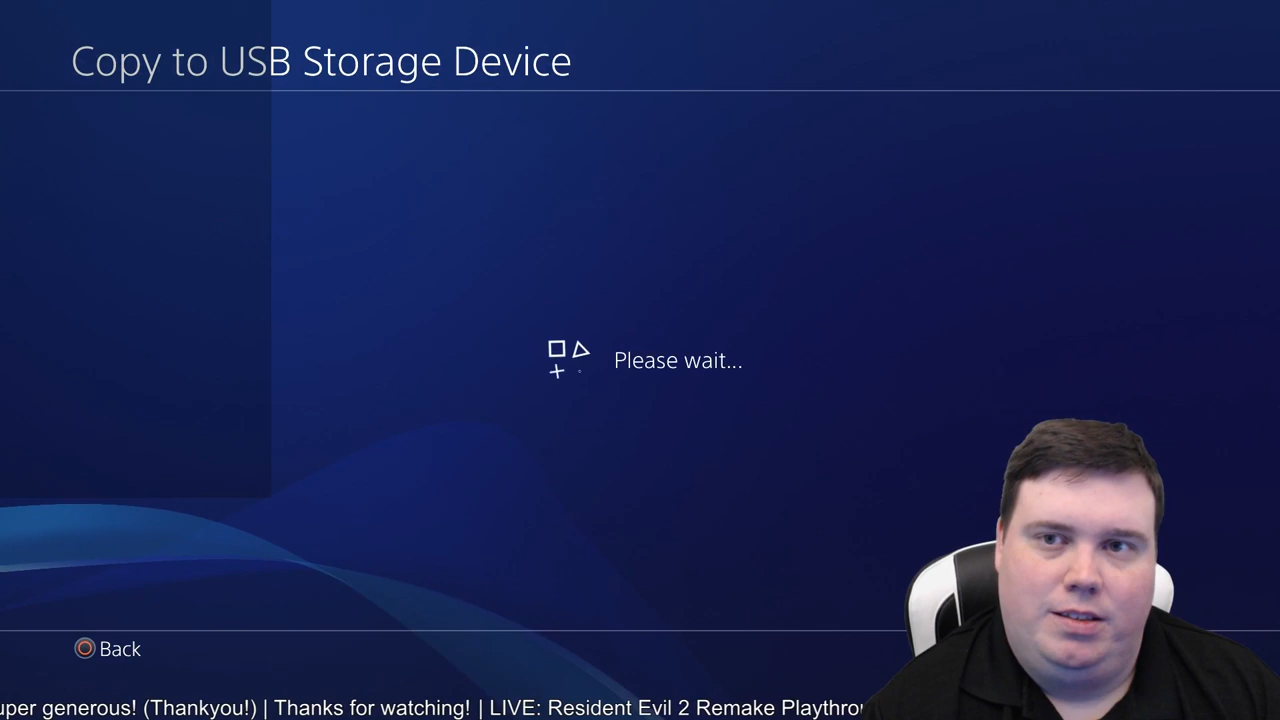 Copy to USB Storage Device
Please wait...
Back
uper generous! (Thankyou!) | Thanks for watching! | LIVE: Resident Evil 2 Remake Playthro